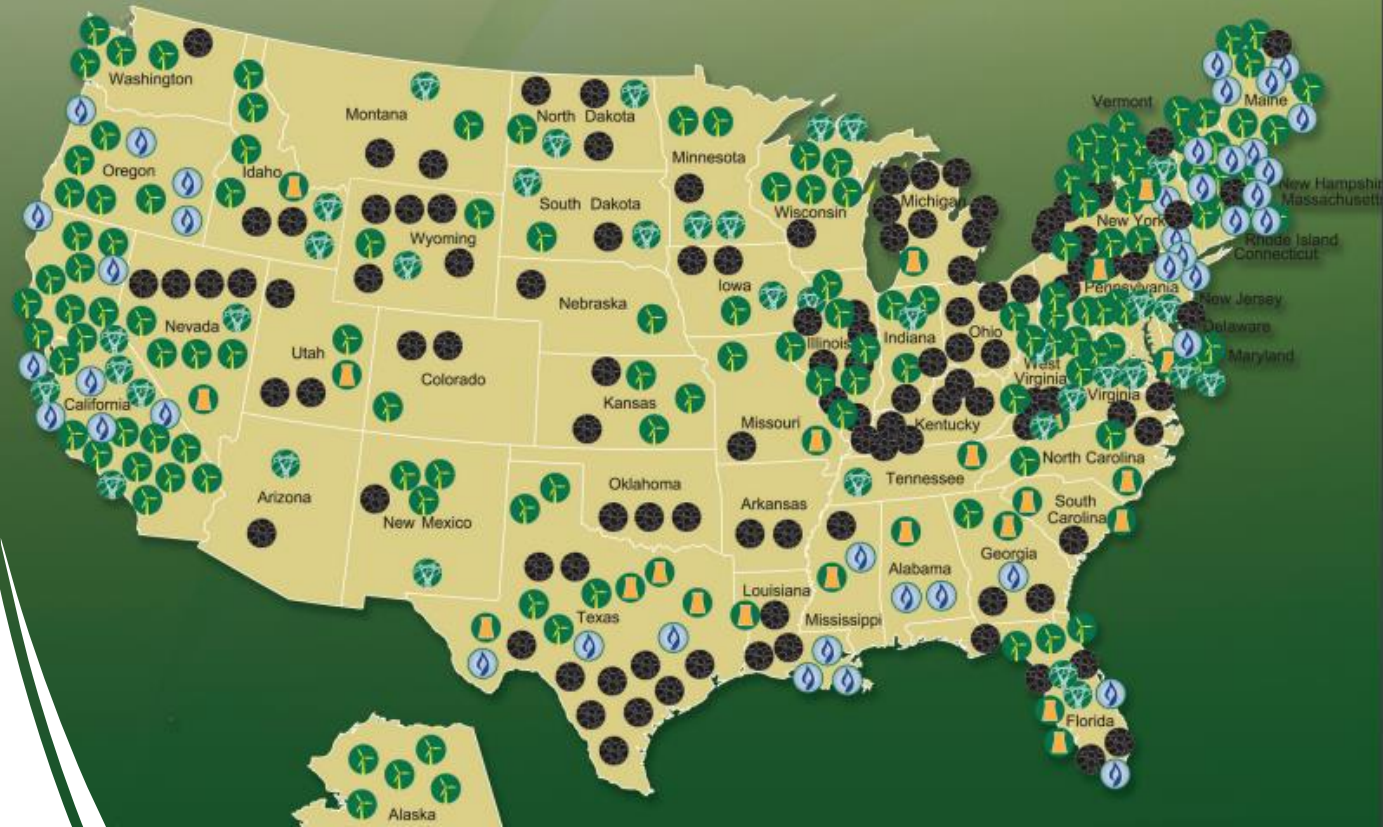 Washington
Montana
North Dakota
Minnesota
Vermont
Maine
Oregon
Idaho
South Dakota
Wisconsin
Michigan
New York
New Hampshir
Massachusett
Rhode Island
Connecticut
Wyoming
Nebraska
Iowa
Pennsylvania
New Jersey
Delaware
Maryland
Nevada
Utah
Colorado
Kansas
Missouri
Illinois
Indiana
Ohio
West
Virginia
Virginia
Kentucky
California
Arizona
New Mexico
Oklahoma
Arkansas
Tennessee
North Carolina
South
Carolina
Georgia
Alabama
Mississippi
Louisiana
Texas
Florida
Alaska